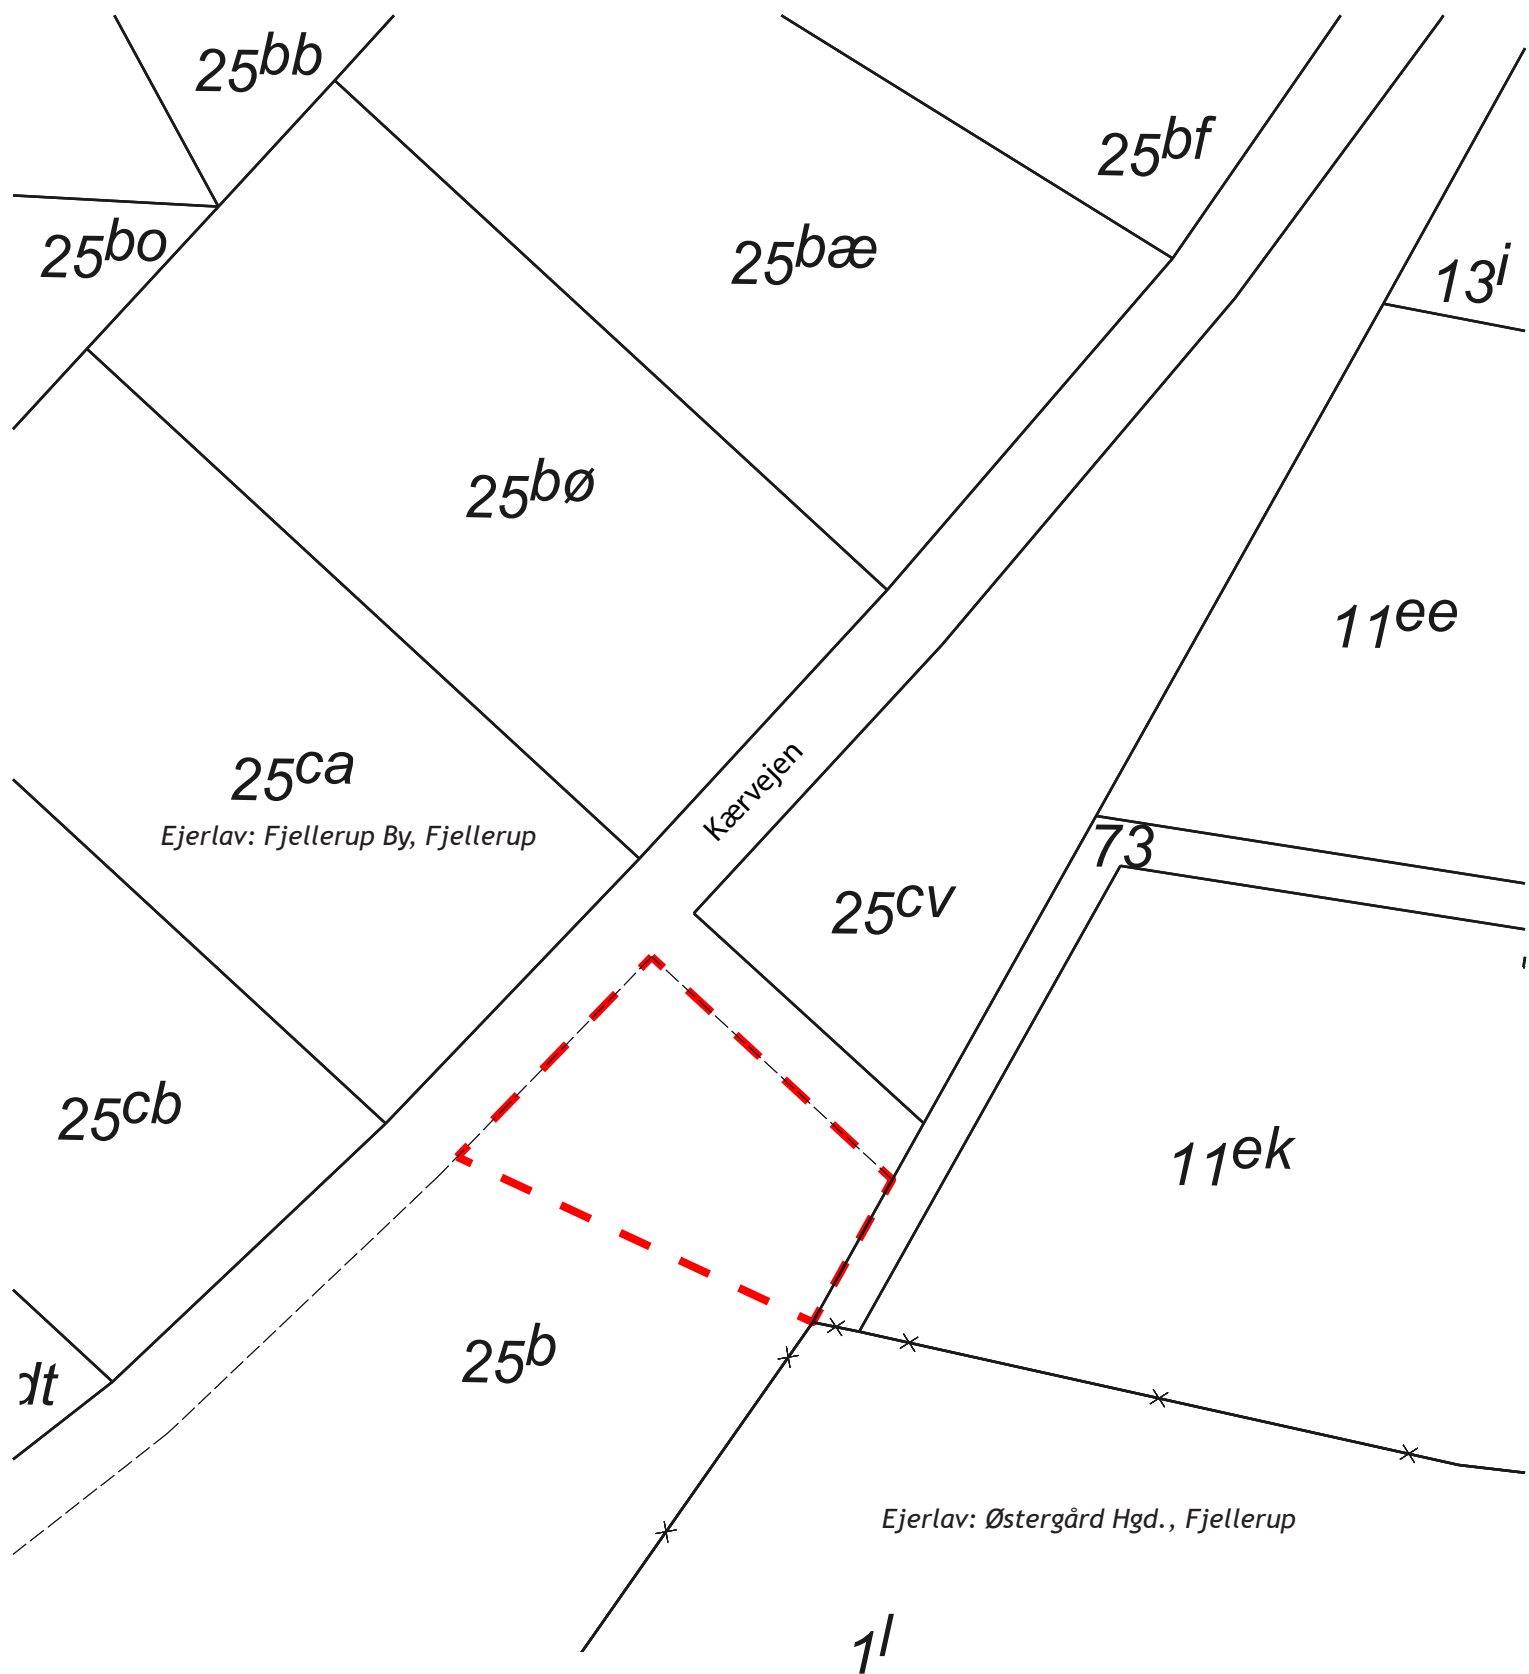 25bb
25bf
25bo
25bæ
13i
25bø
11ee
25ca
Kærvejen
Ejerlav: Fjellerup By, Fjellerup
73
25cv
25cb
11ek
25b
dt
Ejerlav: Østergård Hgd., Fjellerup
1l